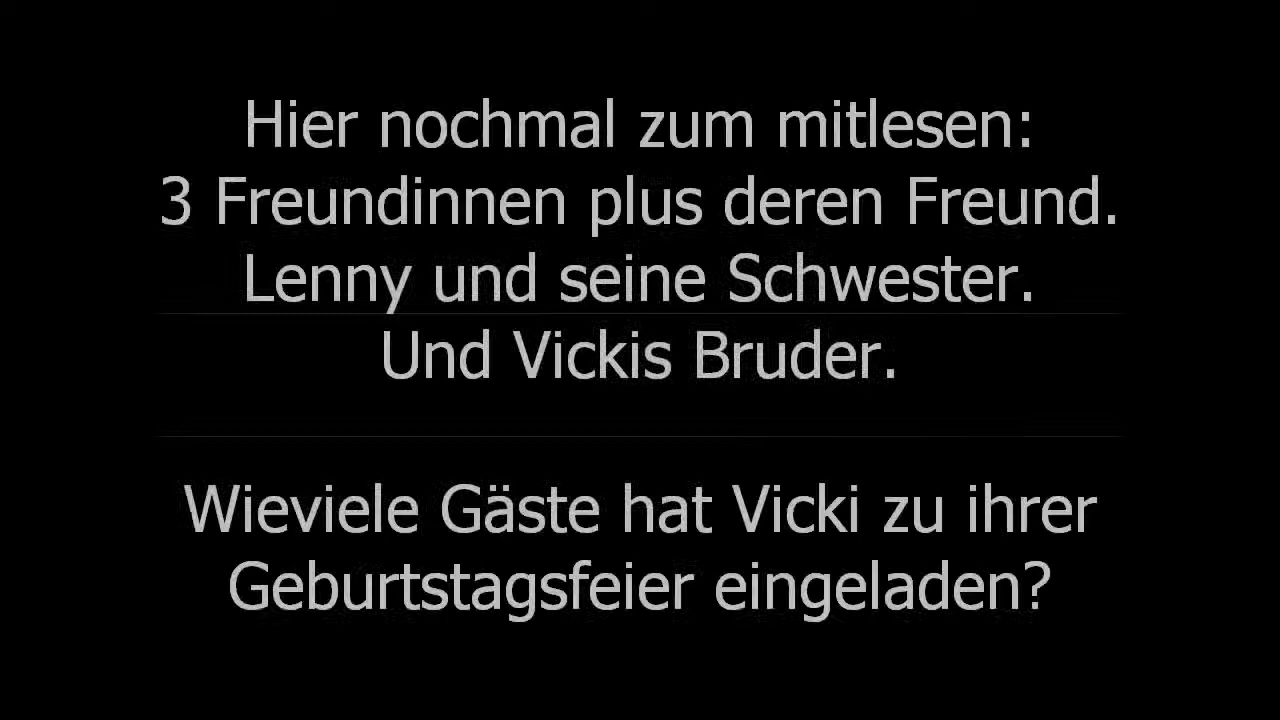 Hier nochmal zum mitlesen:
3 Freundinnen plus deren Freund.
Lenny und seine Schwester.
Und Vickis Bruder.
Wieviele Gäste hat Vicki zu ihrer
Geburtstagsfeier eingeladen?